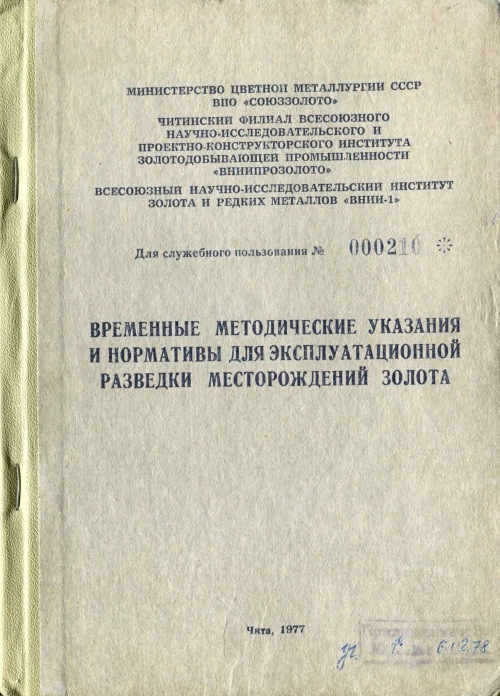 МИНИСТЕРСТВО ЦВЕТНОЙ МЕТАЛЛУРГИИ СССР
ВПО «СОЮЗЗОЛОТО»
ЧИТИНСКИЙ ФИЛИАЛ ВСЕСОЮЗНОГО
НАУЧНО-ИССЛЕДОВАТЕЛЬСКОГО И
ПРОЕКТНО-КОНСТРУКТОРСКОГО ИНСТИТУТА
ЗОЛОТОДОБЫВАЮЩЕЙ ПРОМЫШЛЕННОСТИ
«ВНИИПРОЗОЛОТО»
ВСЕСОЮЗНЫЙ НАУЧНО-ИССЛЕДОВАТЕЛЬСКИЙ ИНСТИТУТ
ЗОЛОТА И РЕДКИХ МЕТАЛЛОВ «ВНИИ-1»
Для служебного пользования № 000210 *
ВРЕМЕННЫЕ МЕТОДИЧЕСКИЕ УКАЗАНИЯ
И НОРМАТИВЫ ДЛЯ ЭКСПЛУАТАЦИОННОЙ
РАЗВЕДКИ МЕСТОРОЖДЕНИЙ ЗОЛОТА
Чита, 1977